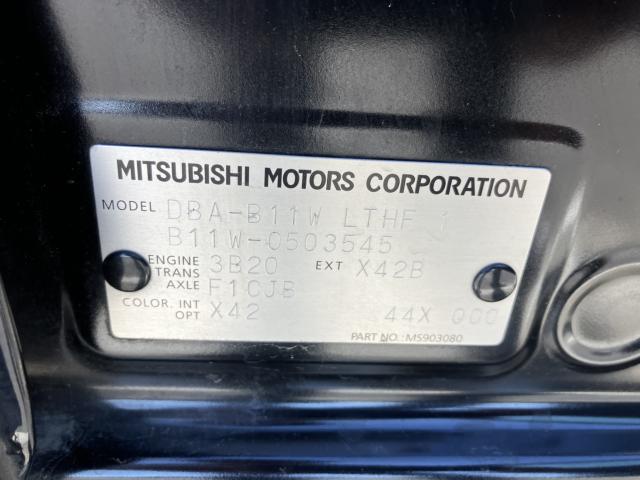 MITSUBISHI MOTORS CORPORATION
MODEL DBA-B11W LTHF 1
B11W-0503545
ENGINE 3B20 EXT X42B
TRANS AXLE F1CJB
COLOR. INT X42 44X 000
OPT
PART NO.: MS903080